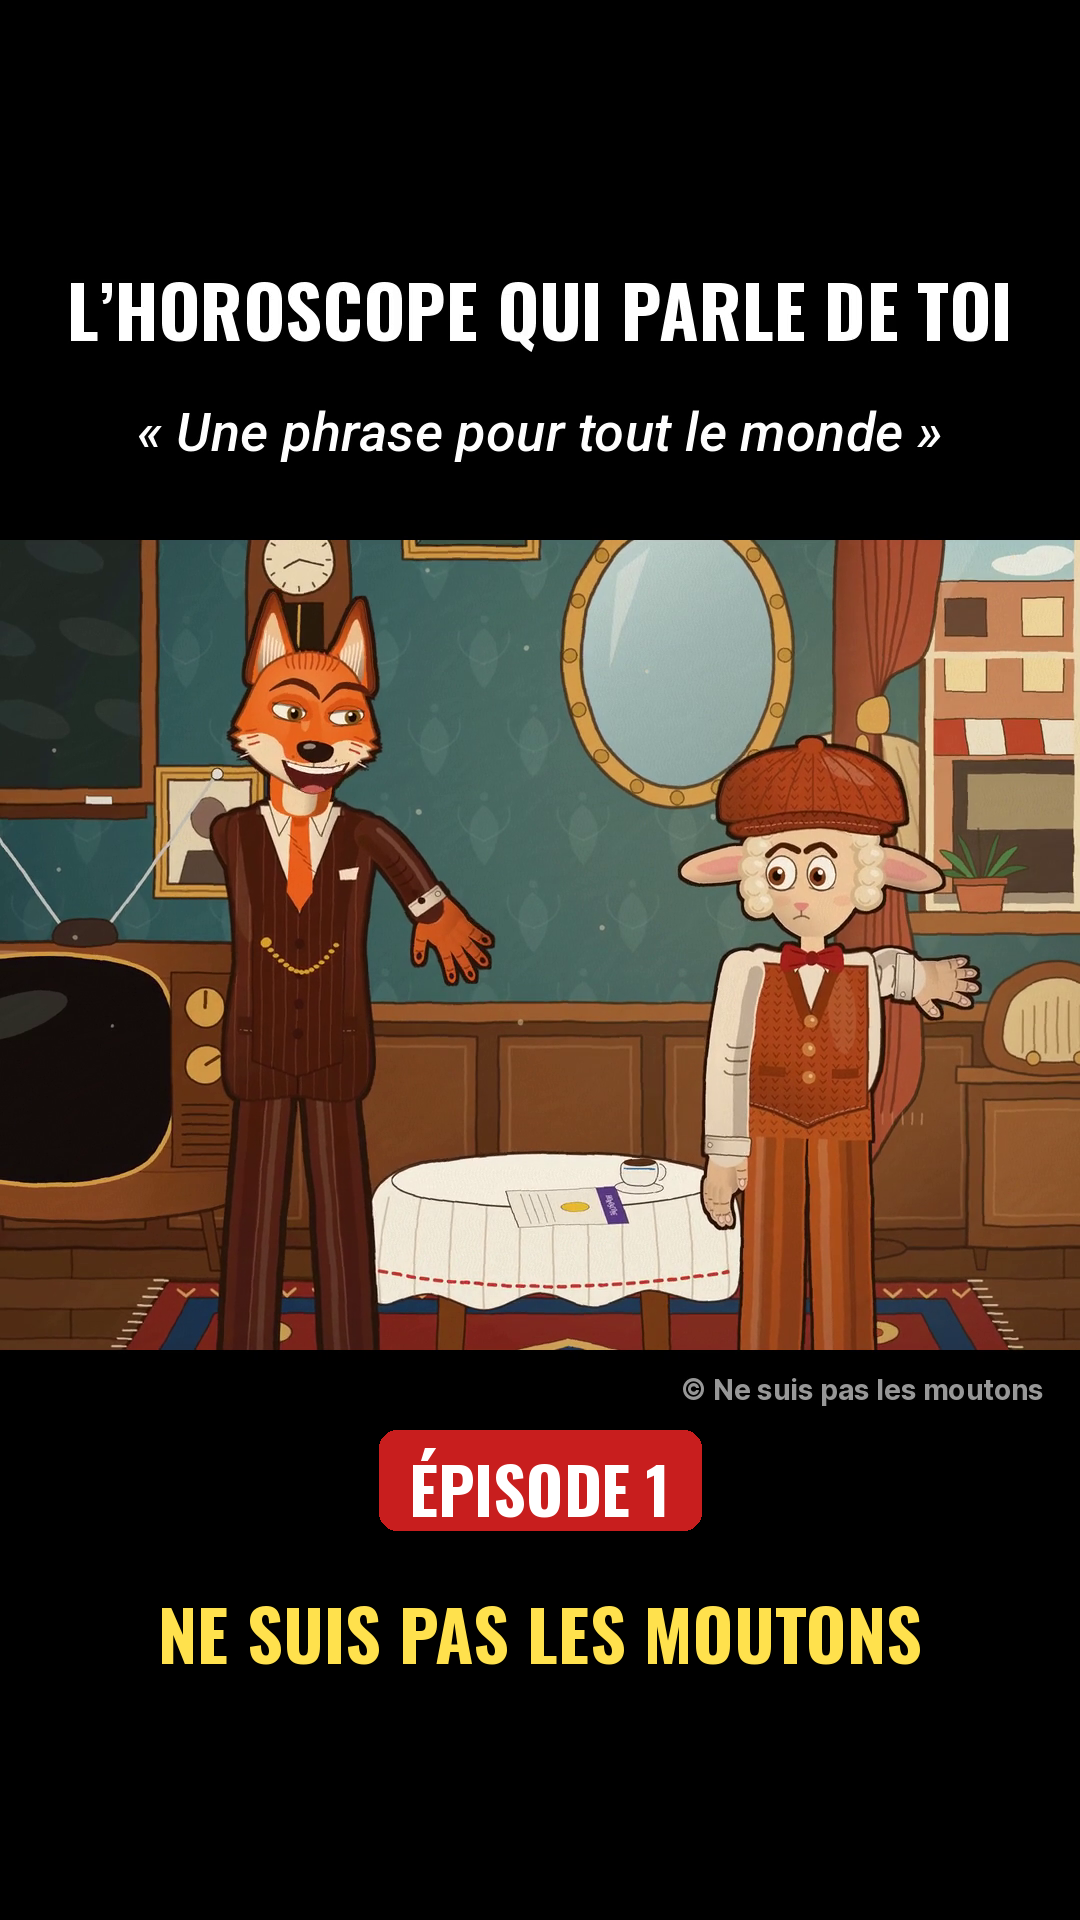 L’HOROSCOPE QUI PARLE DE TOI
« Une phrase pour tout le monde »
© Ne suis pas les moutons
ÉPISODE 1
NE SUIS PAS LES MOUTONS